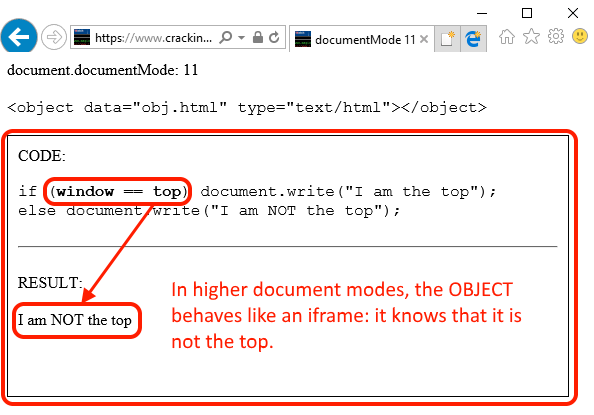 https://www.crackin...
documentMode 11
document.documentMode: 11
<object data="obj.html" type="text/html"></object>
CODE:
if (window == top) document.write("I am the top");
else document.write("I am NOT the top");
RESULT:
I am NOT the top
In higher document modes, the OBJECT
behaves like an iframe: it knows that it is
not the top.